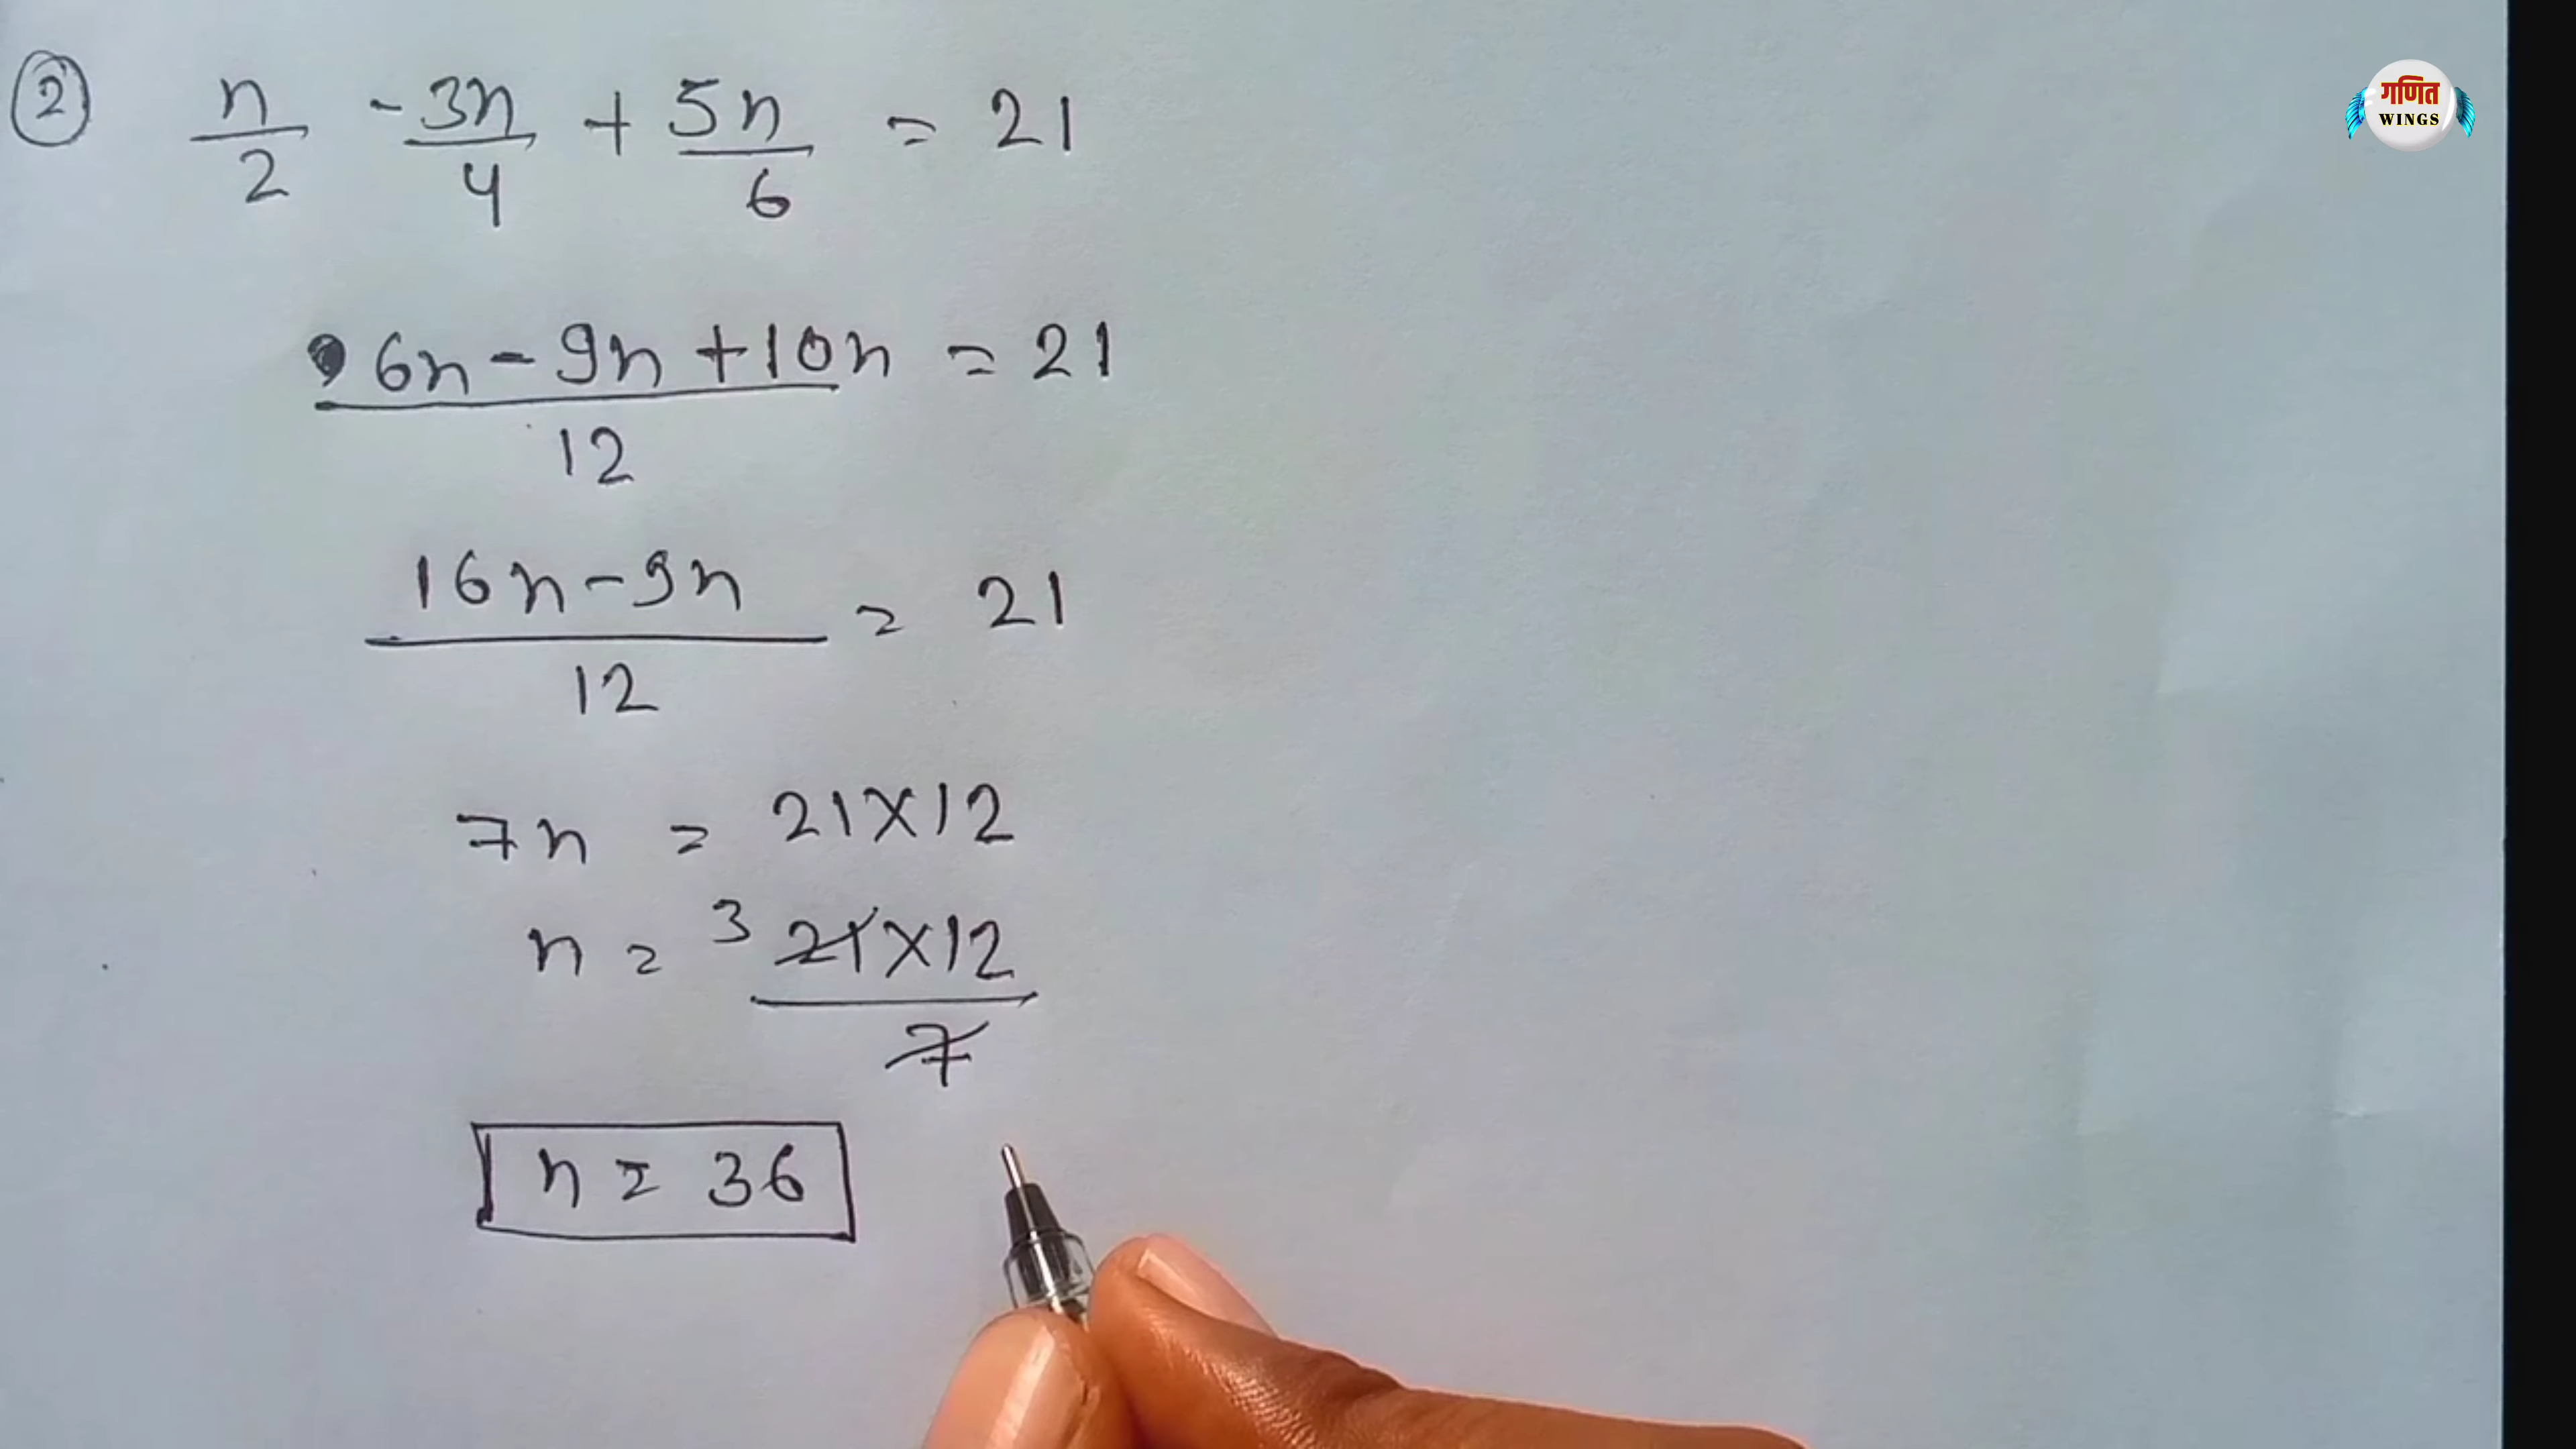 ② n/2 - 3n/4 + 5n/6 = 21
गणित
WINGS
6n - 9n + 10n / 12 = 21
16n - 9n / 12 = 21
7n = 21 × 12
n = 3 21 × 12 / 7
n = 36